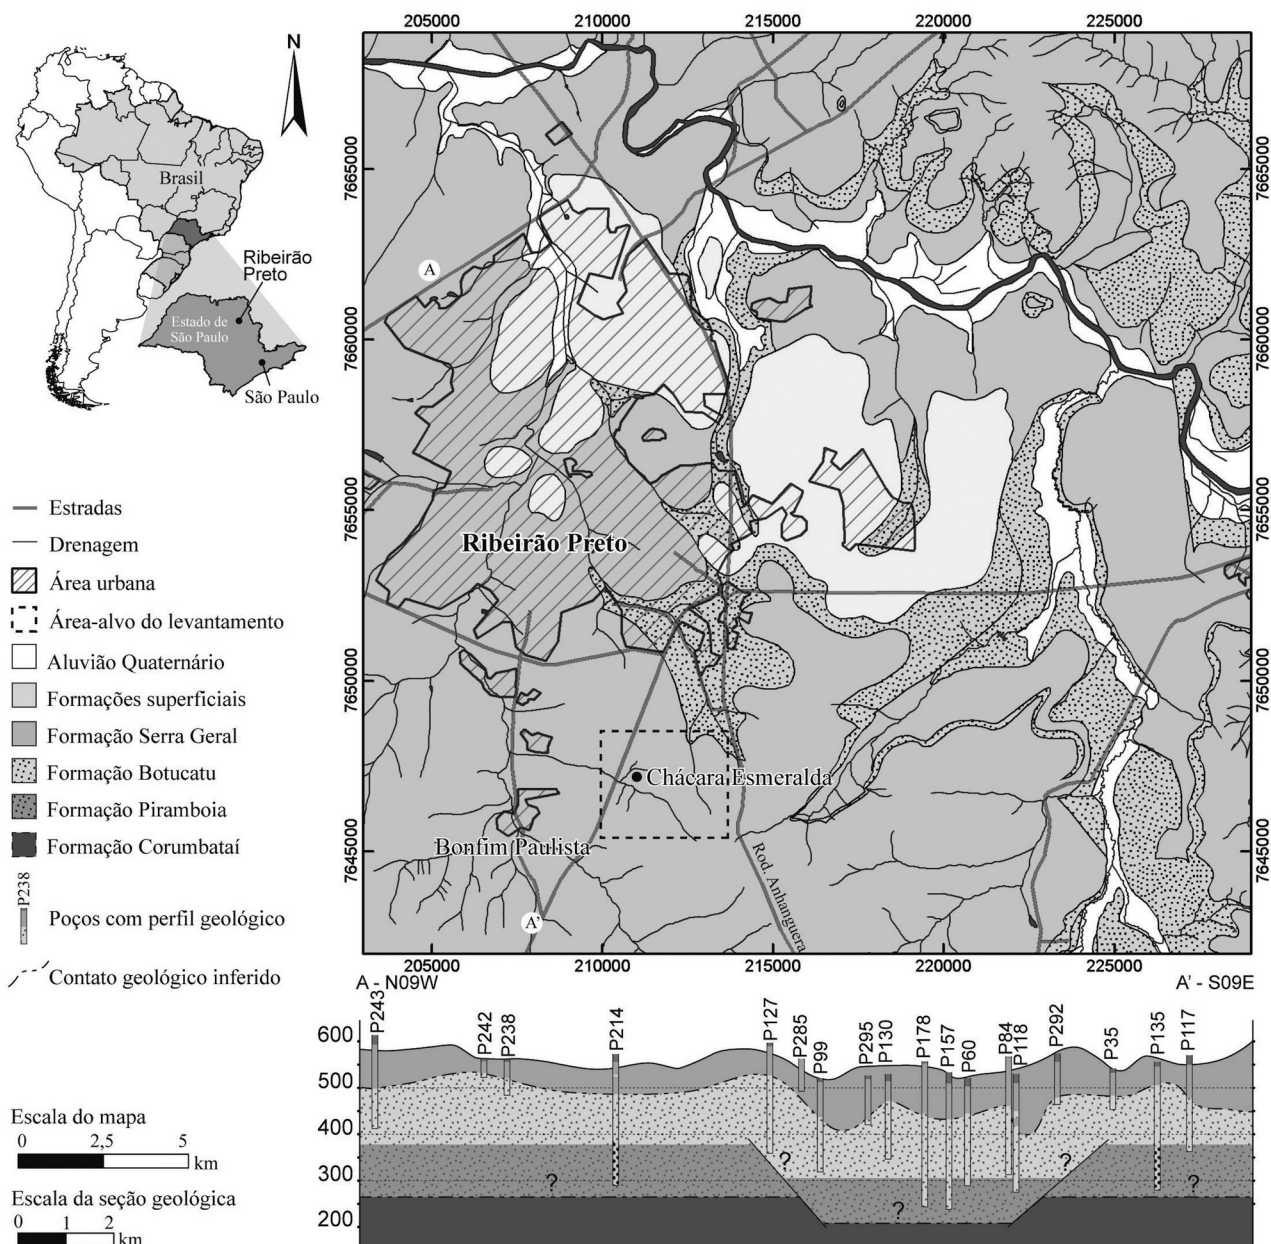 205000 210000 215000 220000 225000
N
Brasil
Ribeirão
Preto
Estado de
São Paulo
São Paulo
7665000
7660000
7655000
7650000
7645000
7665000
7660000
7655000
7650000
7645000
A
Ribeirão Preto
Chácara Esmeralda
Bonfim Paulista
Rod. Anhanguera
A'
Estradas
Drenagem
Área urbana
Área-alvo do levantamento
Aluvião Quaternário
Formações superficiais
Formação Serra Geral
Formação Botucatu
Formação Piramboia
Formação Corumbataí
P238
Poços com perfil geológico
Contato geológico inferido
205000 210000 215000 220000 225000
A - N09W A' - S09E
P243 P242 P238 P214 P127 P285 P99 P295 P130 P178 P157 P60 P84 P118 P292 P35 P135 P117
600
500
400
300
200
? ? ? ? ?
Escala do mapa
0 2,5 5
km
Escala da seção geológica
0 1 2
km